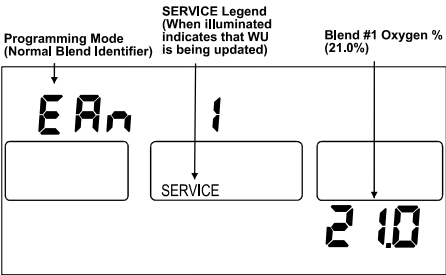 Programming Mode
(Normal Blend Identifier)
SERVICE Legend
(When illuminated
indicates that WU
is being updated)
Blend #1 Oxygen %
(21.0%)
EAn 1
SERVICE
21.0